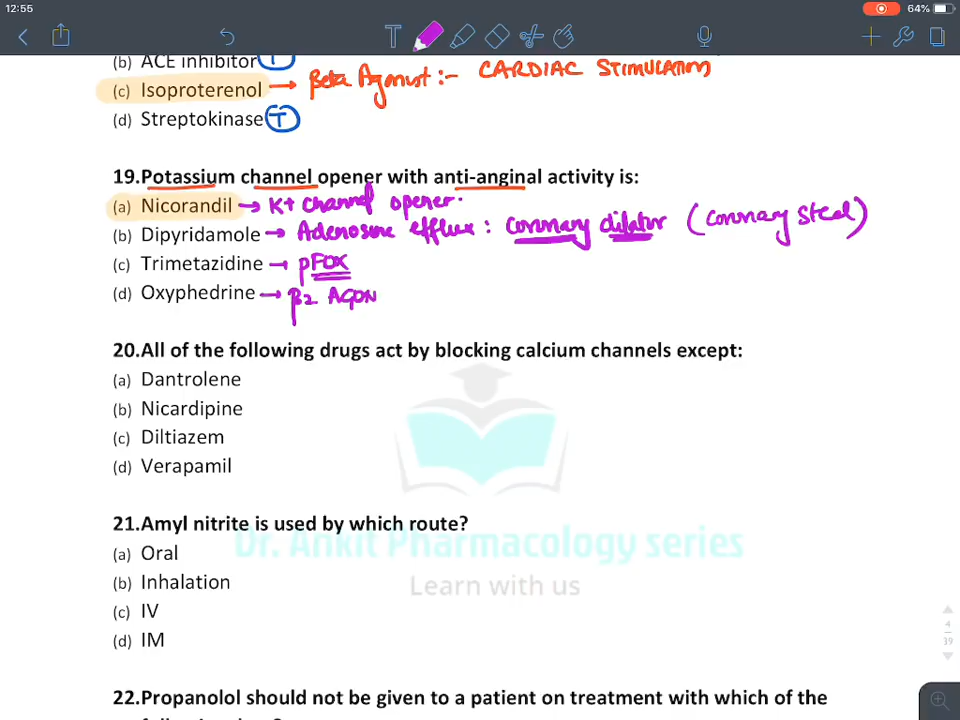 12:55
64%
T
(b) ACE inhibitor T
(c) Isoproterenol → Beta Agonist :- CARDIAC STIMULATION
(d) Streptokinase T
19.Potassium channel opener with anti-anginal activity is:
(a) Nicorandil → K+ Channel opener.
(b) Dipyridamole → Adenosine efflux : Coronary dilator (Coronary Steal)
(c) Trimetazidine → pFOX
(d) Oxyphedrine → β2 AGON
20.All of the following drugs act by blocking calcium channels except:
(a) Dantrolene
(b) Nicardipine
(c) Diltiazem
(d) Verapamil
21.Amyl nitrite is used by which route?
Dr. Ankit Pharmacology series
(a) Oral
(b) Inhalation
Learn with us
(c) IV
(d) IM
4
39
22.Propanolol should not be given to a patient on treatment with which of the